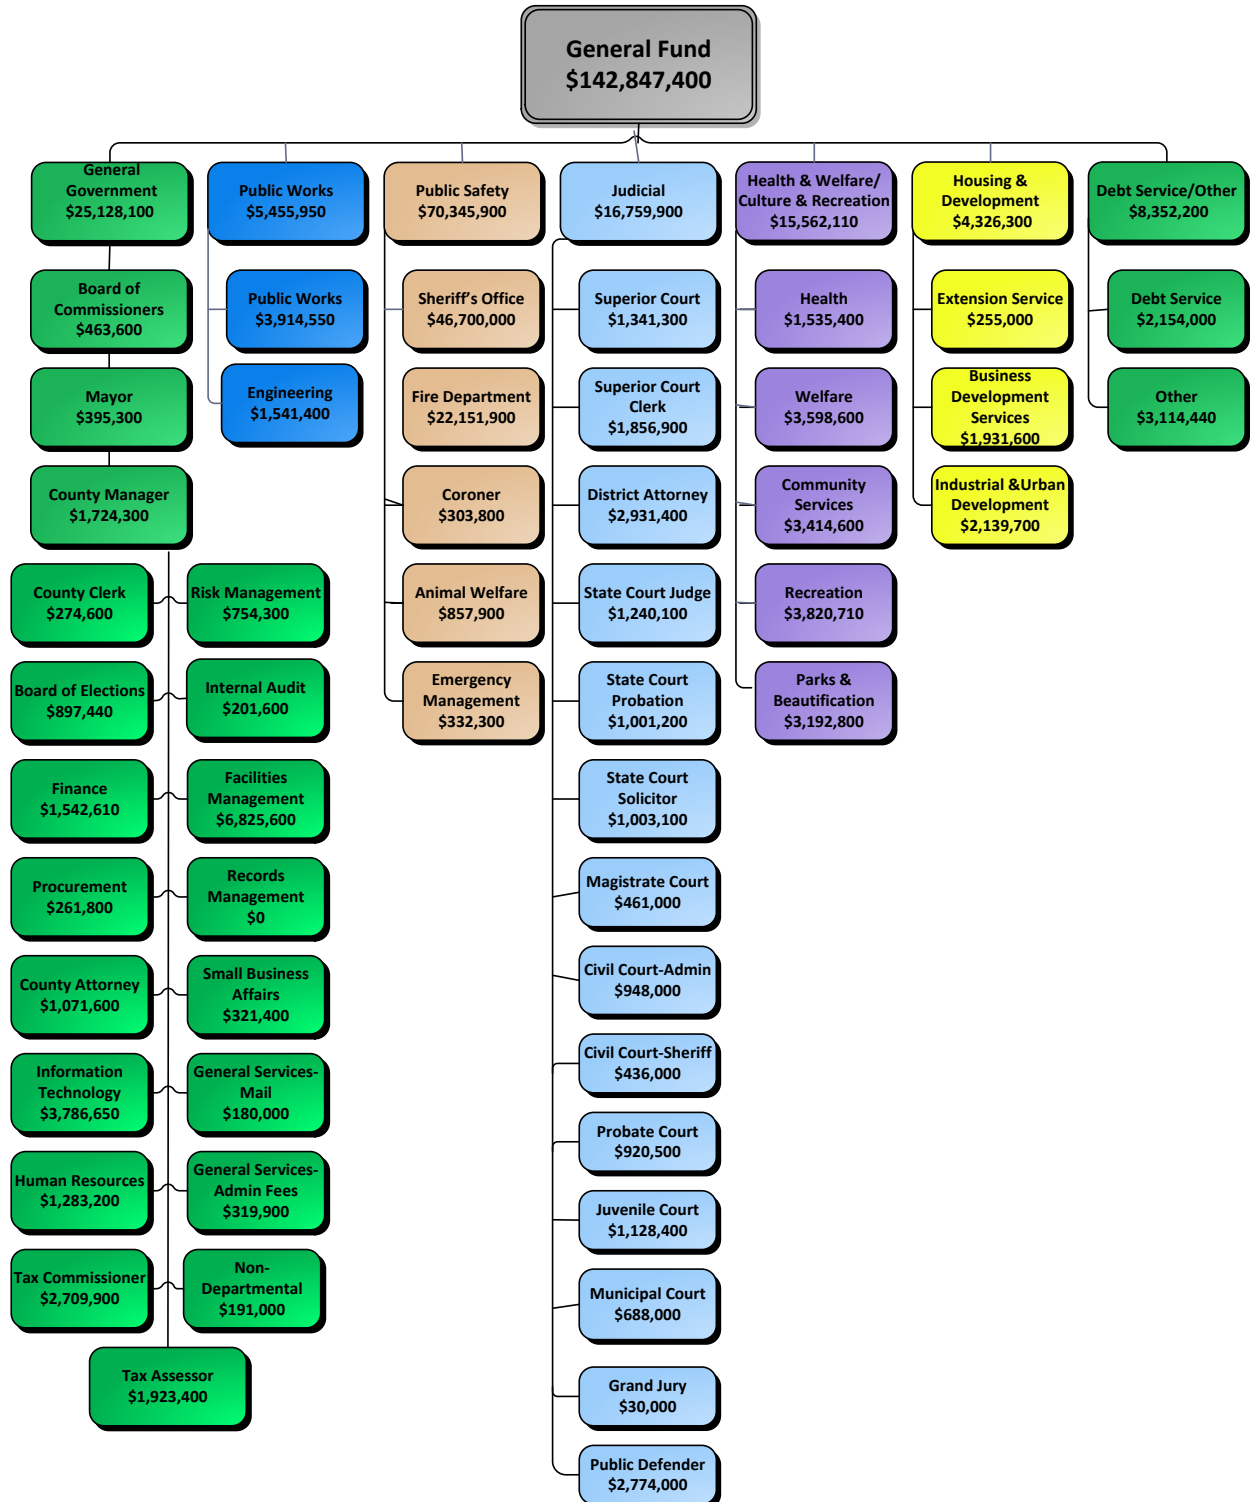 General Fund
$142,847,400
General
Government
$25,128,100
Public Works
$5,455,950
Public Safety
$70,345,900
Judicial
$16,759,900
Health & Welfare/
Culture & Recreation
$15,562,110
Housing &
Development
$4,326,300
Debt Service/Other
$8,352,200
Board of
Commissioners
$463,600
Mayor
$395,300
County Manager
$1,724,300
County Clerk
$274,600
Risk Management
$754,300
Board of Elections
$897,440
Internal Audit
$201,600
Finance
$1,542,610
Facilities
Management
$6,825,600
Procurement
$261,800
Records
Management
$0
County Attorney
$1,071,600
Small Business
Affairs
$321,400
Information
Technology
$3,786,650
General Services-
Mail
$180,000
Human Resources
$1,283,200
General Services-
Admin Fees
$319,900
Tax Commissioner
$2,709,900
Non-
Departmental
$191,000
Tax Assessor
$1,923,400
Public Works
$3,914,550
Engineering
$1,541,400
Sheriff's Office
$46,700,000
Fire Department
$22,151,900
Coroner
$303,800
Animal Welfare
$857,900
Emergency
Management
$332,300
Superior Court
$1,341,300
Superior Court
Clerk
$1,856,900
District Attorney
$2,931,400
State Court Judge
$1,240,100
State Court
Probation
$1,001,200
State Court
Solicitor
$1,003,100
Magistrate Court
$461,000
Civil Court-Admin
$948,000
Civil Court-Sheriff
$436,000
Probate Court
$920,500
Juvenile Court
$1,128,400
Municipal Court
$688,000
Grand Jury
$30,000
Public Defender
$2,774,000
Health
$1,535,400
Welfare
$3,598,600
Community
Services
$3,414,600
Recreation
$3,820,710
Parks &
Beautification
$3,192,800
Extension Service
$255,000
Business
Development
Services
$1,931,600
Industrial &Urban
Development
$2,139,700
Debt Service
$2,154,000
Other
$3,114,440